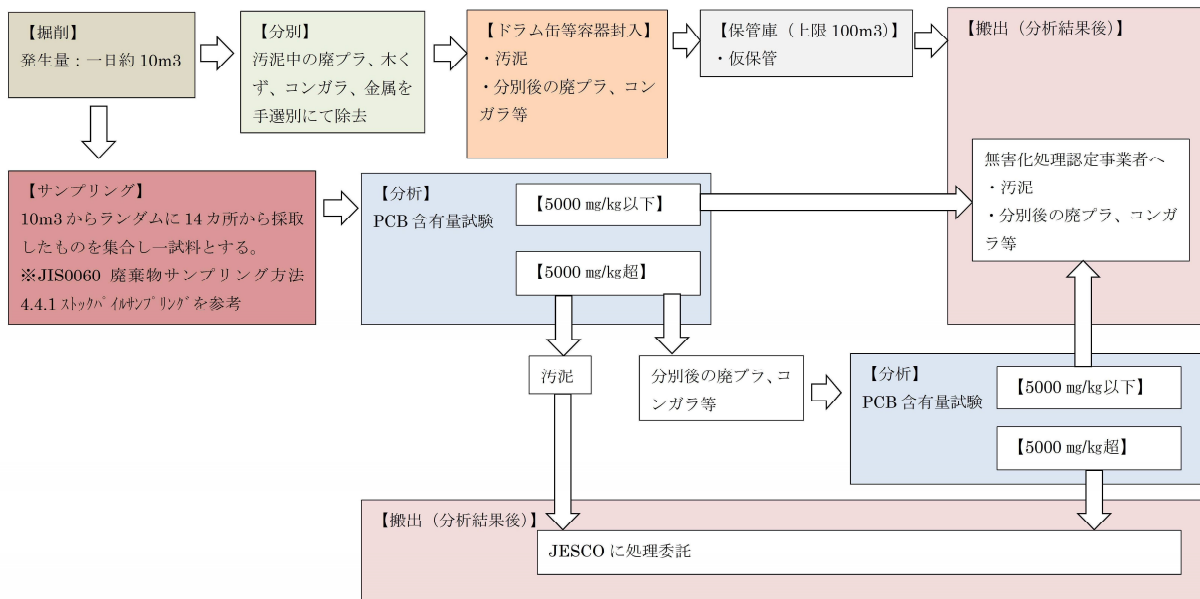 【掘削】
発生量：一日約 10m3
【分別】
汚泥中の廃プラ、木く
ず、コンガラ、金属を
手選別にて除去
【ドラム缶等容器封入】
・汚泥
・分別後の廃プラ、コン
ガラ等
【保管庫（上限 100m3）】
・仮保管
【搬出（分析結果後）】
無害化処理認定事業者へ
・汚泥
・分別後の廃プラ、コンガ
ラ等
【サンプリング】
10m3 からランダムに 14 カ所から採取
したものを集合し一試料とする。
※JIS0060 廃棄物サンプリング方法
4.4.1 ｽﾄｯｸﾊﾟｲﾙｻﾝﾌﾟﾘﾝｸﾞを参考
【分析】
PCB 含有量試験
【5000 ㎎/㎏以下】
【5000 ㎎/㎏超】
汚泥
分別後の廃プラ、コ
ンガラ等
【分析】
PCB 含有量試験
【5000 ㎎/㎏以下】
【5000 ㎎/㎏超】
【搬出（分析結果後）】
JESCO に処理委託